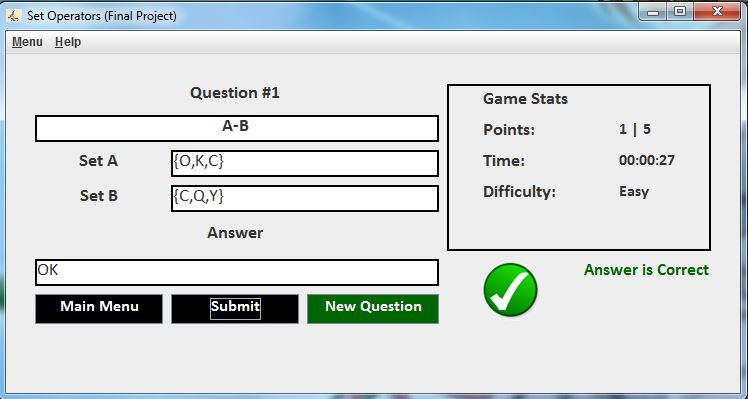 Set Operators (Final Project)
Menu Help
Question #1
A-B
Set A {O,K,C}
Set B {C,Q,Y}
Answer
OK
Main Menu Submit New Question
Game Stats
Points: 1 | 5
Time: 00:00:27
Difficulty: Easy
Answer is Correct